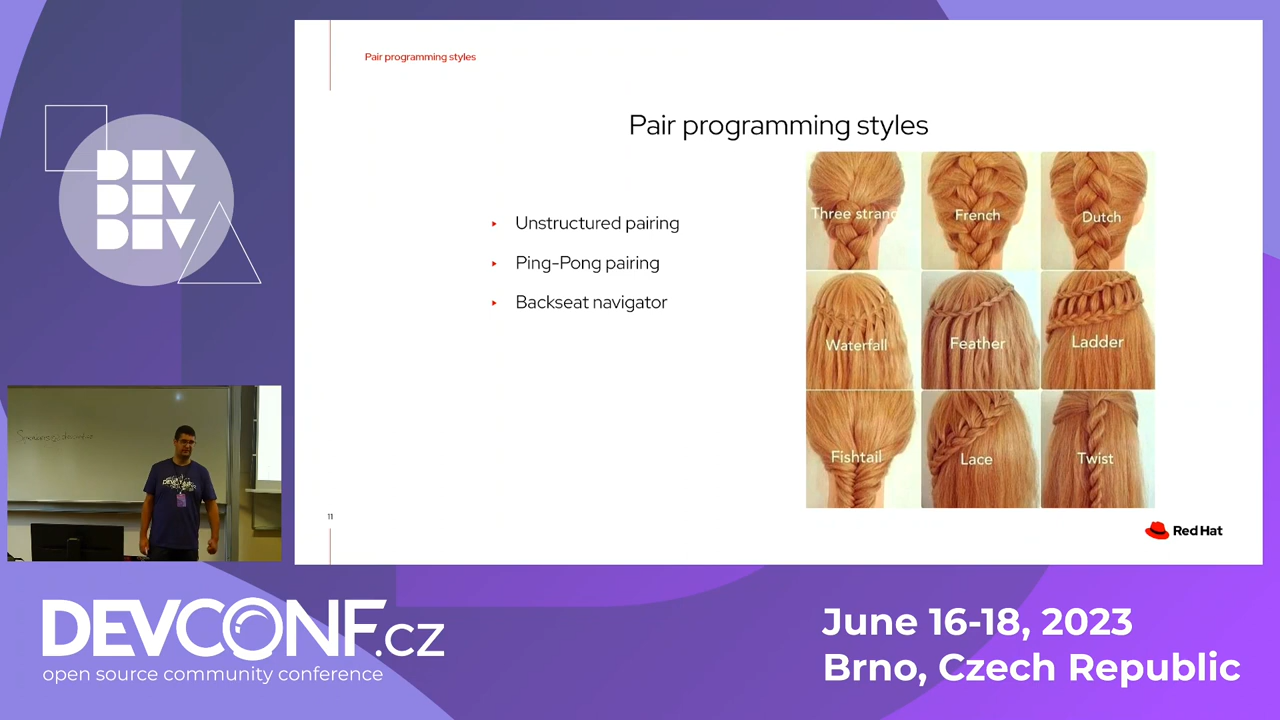 Pair programming styles
Pair programming styles
Unstructured pairing
Ping-Pong pairing
Backseat navigator
Three strand
French
Dutch
Waterfall
Feather
Ladder
Fishtail
Lace
Twist
11
Red Hat
DEV
DEV
DEV
DEVCONF.cz
open source community conference
June 16-18, 2023
Brno, Czech Republic